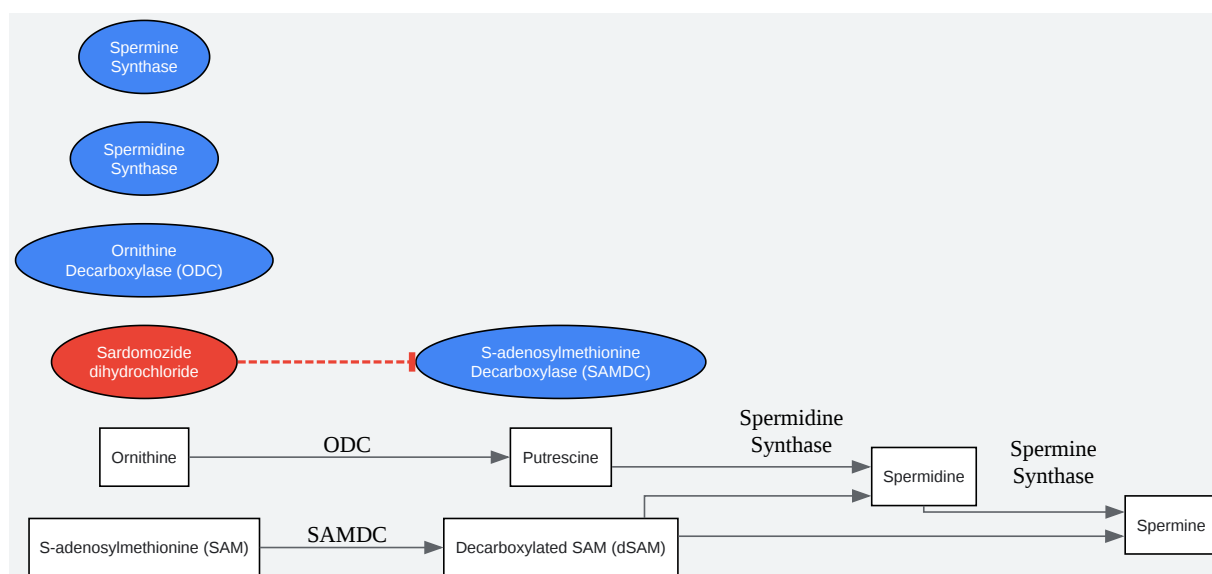 Spermine
Synthase
Spermidine
Synthase
Ornithine
Decarboxylase (ODC)
Sardomozide
dihydrochloride
S-adenosylmethionine
Decarboxylase (SAMDC)
Ornithine
ODC
Putrescine
Spermidine
Synthase
Spermidine
Spermine
Synthase
Spermine
S-adenosylmethionine (SAM)
SAMDC
Decarboxylated SAM (dSAM)